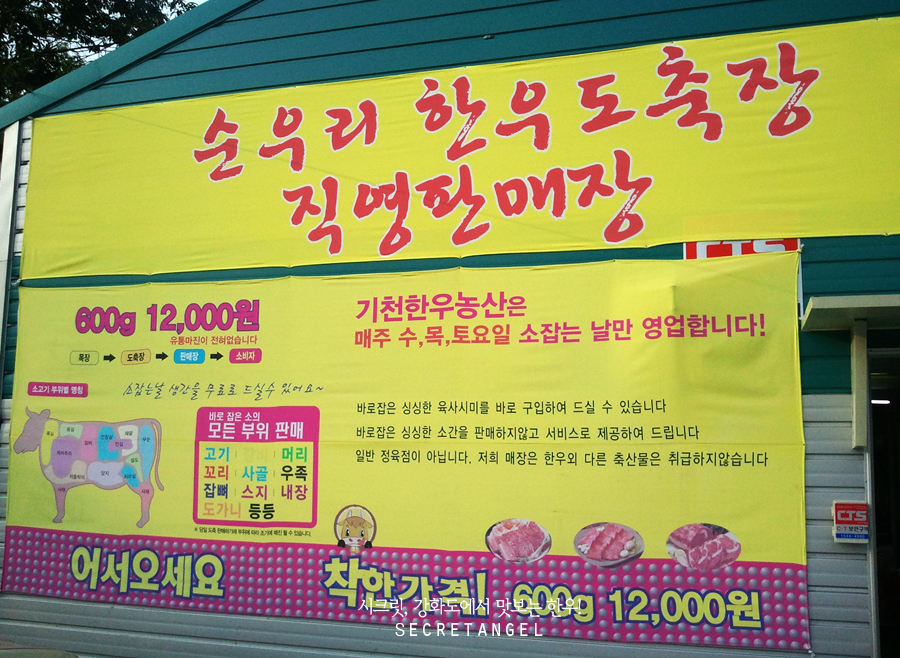 순우리 한우도축장
직영판매장
CTS
600g 12,000원
유통마진이 전혀없습니다
목장 도축장 판매장 소비자
기천한우농산은
매주 수,목,토요일 소잡는 날만 영업합니다!
소고기 부위별 명칭
소잡는날 생간을 무료로 드실수 있어요~
바로 잡은 소의
모든 부위 판매
고기 갈비 머리
꼬리 사골 우족
잡뼈 스지 내장
도가니 등등
바로잡은 싱싱한 육사시미를 바로 구입하여 드실 수 있습니다
바로잡은 싱싱한 소간을 판매하지않고 서비스로 제공하여 드립니다
일반 정육점이 아닙니다. 저희 매장은 한우외 다른 축산물은 취급하지않습니다
CTS
어서오세요
착한가격! 600g 12,000원
시크릿, 강화도에서 맛보는 한우!
SECRETANGEL